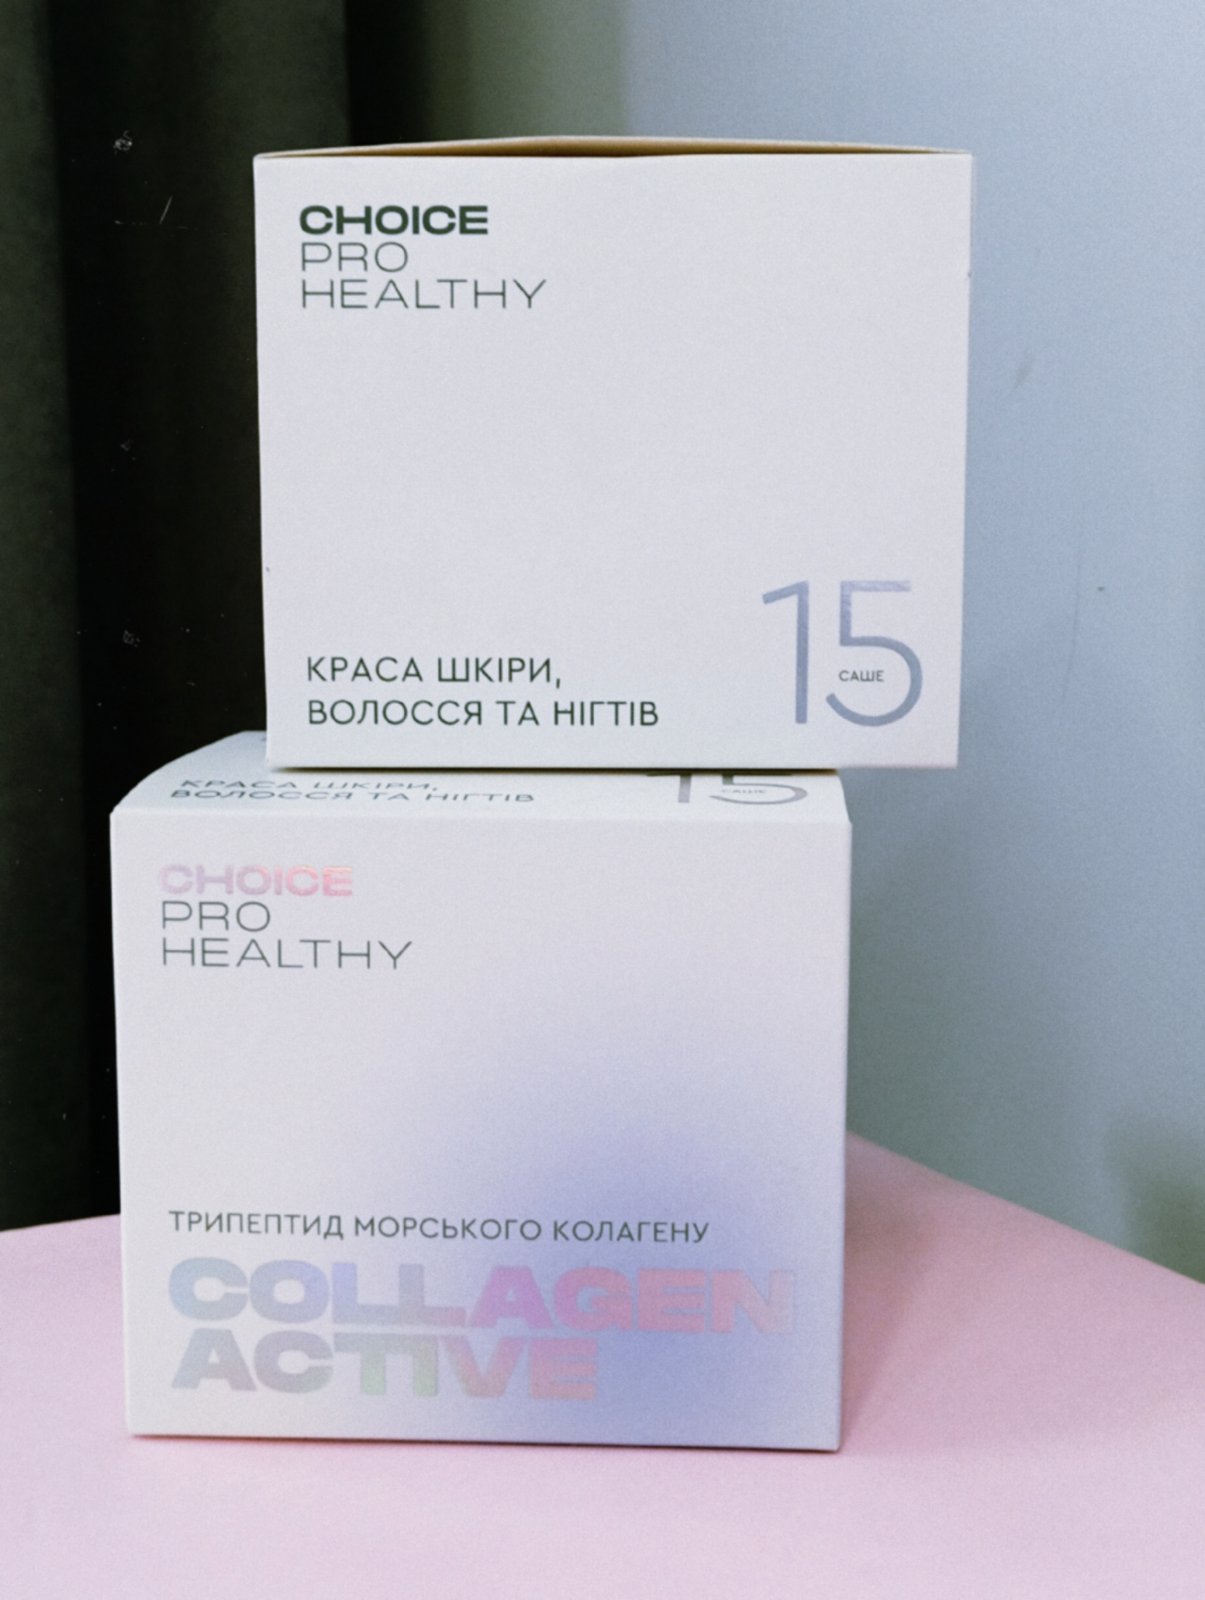 CHOICE
PRO
HEALTHY
КРАСА ШКІРИ,
ВОЛОССЯ ТА НІГТІВ
15
САШЕ
КРАСА ШКІРИ,
ВОЛОССЯ ТА НІГТІВ
15
САШЕ
CHOICE
PRO
HEALTHY
ТРИПЕПТИД МОРСЬКОГО КОЛАГЕНУ
COLLAGEN
ACTIVE